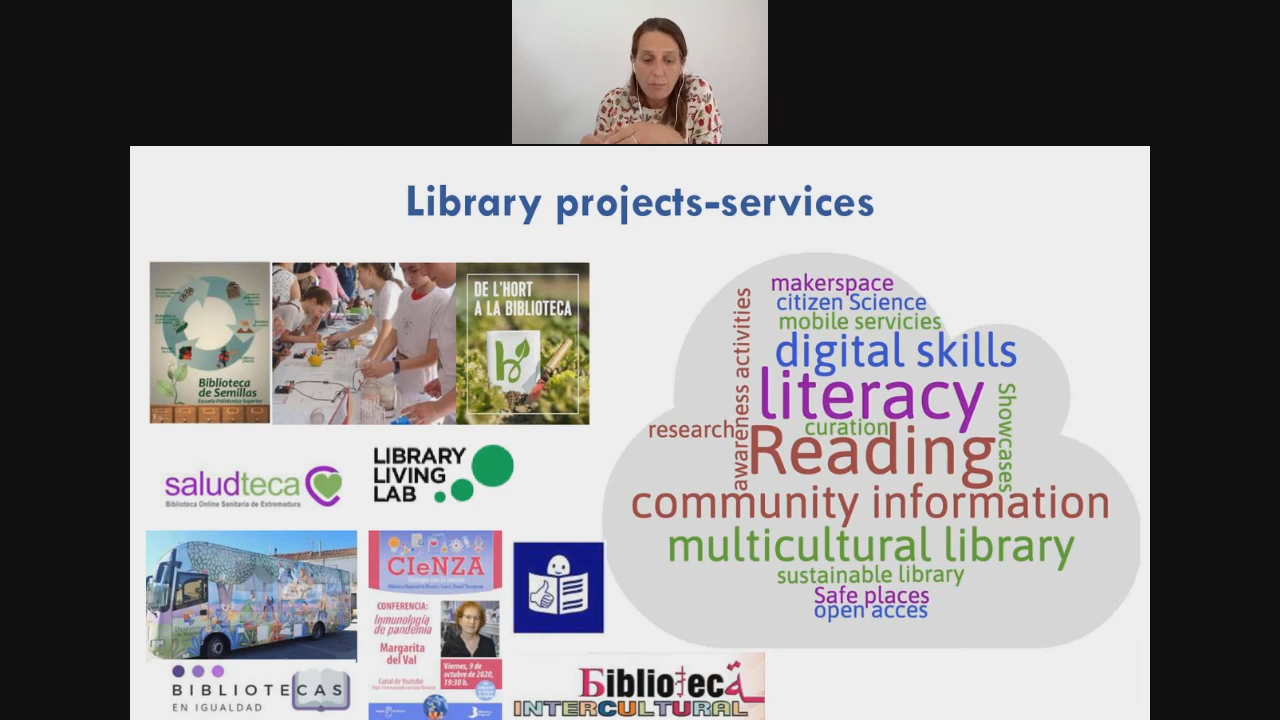 Library projects-services
Biblioteca
de Semillas
Escuela Politécnica Superior
DE L'HORT
A LA BIBLIOTECA
makerspace
citizen Science
mobile servicies
digital skills
literacy
awareness activities
Showcases
research
curation
Reading
community information
multicultural library
sustainable library
Safe places
open acces
saludteca
Biblioteca Online Sanitaria de Extremadura
LIBRARY
LIVING
LAB
CIeNZA
CONFERENCIA:
Inmunología
de pandemia
Margarita
del Val
Viernes, 9 de
octubre de 2020,
19:30 h.
Canal de Youtube
BIBLIOTECAS
EN IGUALDAD
Бibliotecả
INTERCULTURAL